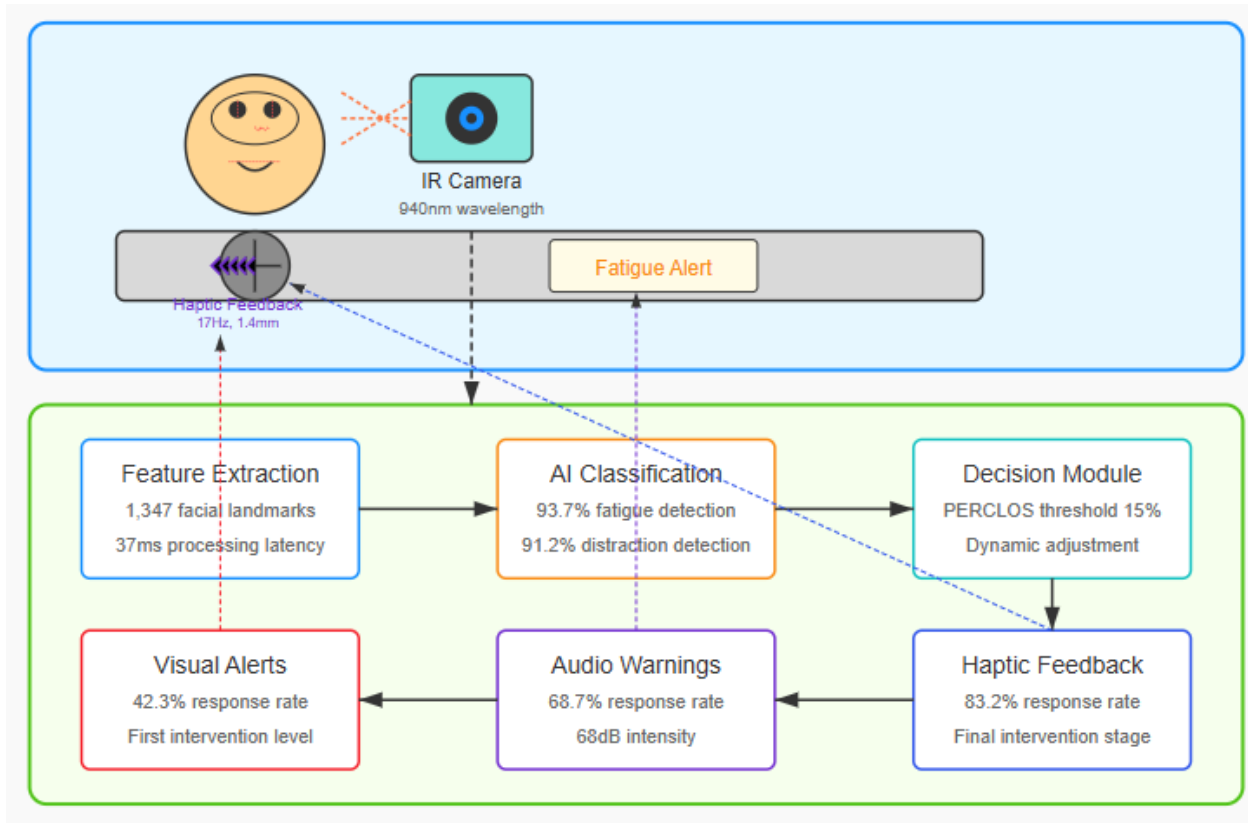 IR Camera
940nm wavelength
Fatigue Alert
Haptic Feedback
17Hz, 1.4mm
Feature Extraction
1,347 facial landmarks
37ms processing latency
AI Classification
93.7% fatigue detection
91.2% distraction detection
Decision Module
PERCLOS threshold 15%
Dynamic adjustment
Visual Alerts
42.3% response rate
First intervention level
Audio Warnings
68.7% response rate
68dB intensity
Haptic Feedback
83.2% response rate
Final intervention stage